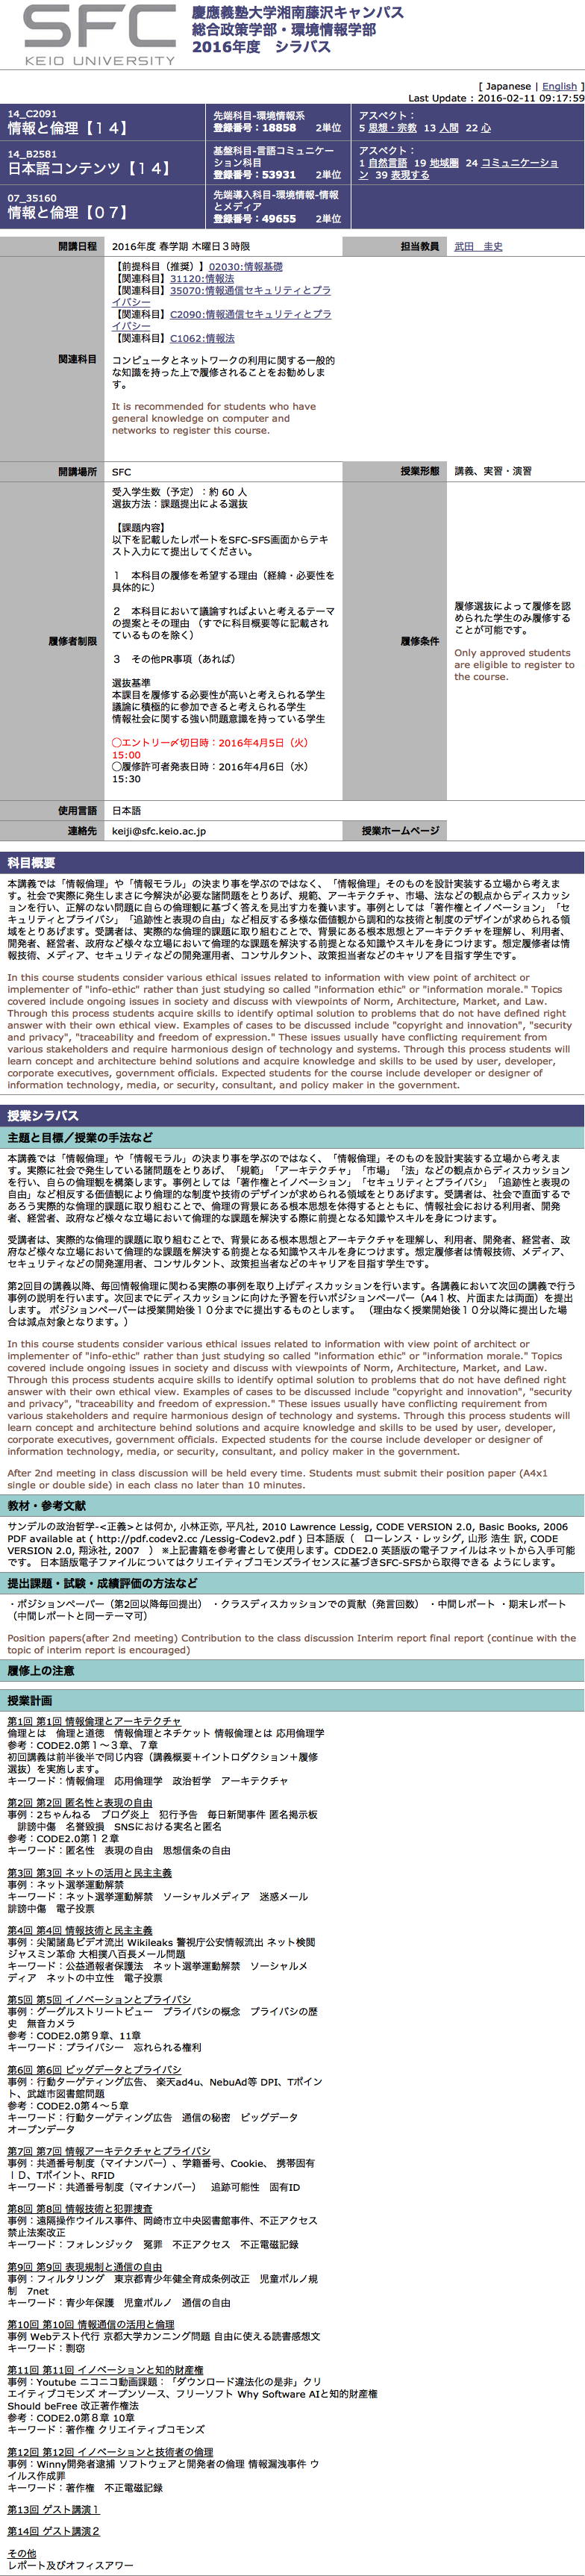 SFC
KEIO UNIVERSITY
慶應義塾大学湘南藤沢キャンパス
総合政策学部・環境情報学部
2016年度　シラバス
[ Japanese | English ]
Last Update : 2016-02-11 09:17:59
14_C2091
情報と倫理【１４】
先端科目-環境情報系
登録番号：18858　2単位
アスペクト：
5 思想・宗教 13 人間 22 心
14_B2581
日本語コンテンツ【１４】
基盤科目-言語コミュニケー
ション科目
登録番号：53931　2単位
アスペクト：
1 自然言語 19 地域圏 24 コミュニケーショ
ン 39 表現する
07_35160
情報と倫理【０７】
先端導入科目-環境情報-情報
とメディア
登録番号：49655　2単位
開講日程
2016年度 春学期 木曜日３時限
担当教員
武田　圭史
関連科目
【前提科目（推奨）】02030:情報基礎
【関連科目】31120:情報法
【関連科目】35070:情報通信セキュリティとプラ
イバシー
【関連科目】C2090:情報通信セキュリティとプラ
イバシー
【関連科目】C1062:情報法
コンピュータとネットワークの利用に関する一般的
な知識を持った上で履修されることをお勧めしま
す。
It is recommended for students who have
general knowledge on computer and
networks to register this course.
開講場所
SFC
授業形態
講義、実習・演習
履修者制限
受入学生数（予定）：約 60 人
選抜方法：課題提出による選抜
【課題内容】
以下を記載したレポートをSFC-SFS画面からテキ
スト入力にて提出してください。
１　本科目の履修を希望する理由（経緯・必要性を
具体的に）
２　本科目において議論すればよいと考えるテーマ
の提案とその理由 （すでに科目概要等に記載され
ているものを除く）
３　その他PR事項（あれば）
選抜基準
本課目を履修する必要性が高いと考えられる学生
議論に積極的に参加できると考えられる学生
情報社会に関する強い問題意識を持っている学生
◯エントリー〆切日時：2016年4月5日（火）
15:00
◯履修許可者発表日時：2016年4月6日（水）
15:30
履修条件
履修選抜によって履修を認
められた学生のみ履修する
ことが可能です。
Only approved students
are eligible to register to
the course.
使用言語
日本語
連絡先
keiji@sfc.keio.ac.jp
授業ホームページ
科目概要
本講義では「情報倫理」や「情報モラル」の決まり事を学ぶのではなく、「情報倫理」そのものを設計実装する立場から考えま
す。社会で実際に発生しまさに今解決が必要な諸問題をとりあげ、規範、アーキテクチャ、市場、法などの観点からディスカッシ
ョンを行い、正解のない問題に自らの倫理観に基づく答えを見出す力を養います。事例としては「著作権とイノベーション」「セ
キュリティとプライバシ」「追跡性と表現の自由」など相反する多様な価値観から調和的な技術と制度のデザインが求められる領
域をとりあげます。受講者は、実際的な倫理的課題に取り組むことで、背景にある根本思想とアーキテクチャを理解し、利用者、
開発者、経営者、政府など様々な立場において倫理的な課題を解決する前提となる知識やスキルを身につけます。想定履修者は情
報技術、メディア、セキュリティなどの開発運用者、コンサルタント、政策担当者などのキャリアを目指す学生です。
In this course students consider various ethical issues related to information with view point of architect or
implementer of "info-ethic" rather than just studying so called "information ethic" or "information morale." Topics
covered include ongoing issues in society and discuss with viewpoints of Norm, Architecture, Market, and Law.
Through this process students acquire skills to identify optimal solution to problems that do not have defined right
answer with their own ethical view. Examples of cases to be discussed include "copyright and innovation", "security
and privacy", "traceability and freedom of expression." These issues usually have conflicting requirement from
various stakeholders and require harmonious design of technology and systems. Through this process students will
learn concept and architecture behind solutions and acquire knowledge and skills to be used by user, developer,
corporate executives, government officials. Expected students for the course include developer or designer of
information technology, media, or security, consultant, and policy maker in the government.
授業シラバス
主題と目標／授業の手法など
本講義では「情報倫理」や「情報モラル」の決まり事を学ぶのではなく、「情報倫理」そのものを設計実装する立場から考えま
す。実際に社会で発生している諸問題をとりあげ、「規範」「アーキテクチャ」「市場」「法」などの観点からディスカッション
を行い、自らの倫理観を構築します。事例としては「著作権とイノベーション」「セキュリティとプライバシ」「追跡性と表現の
自由」など相反する価値観により倫理的な制度や技術のデザインが求められる領域をとりあげます。受講者は、社会で直面するで
あろう実際的な倫理的課題に取り組むことで、倫理の背景にある根本思想を体得するとともに、情報社会における利用者、開発
者、経営者、政府など様々な立場において倫理的な課題を解決する際に前提となる知識やスキルを身につけます。
受講者は、実際的な倫理的課題に取り組むことで、背景にある根本思想とアーキテクチャを理解し、利用者、開発者、経営者、政
府など様々な立場において倫理的な課題を解決する前提となる知識やスキルを身につけます。想定履修者は情報技術、メディア、
セキュリティなどの開発運用者、コンサルタント、政策担当者などのキャリアを目指す学生です。
第2回目の講義以降、毎回情報倫理に関わる実際の事例を取り上げディスカッションを行います。各講義において次回の講義で行う
事例の説明を行います。次回までにディスカッションに向けた予習を行いポジションペーパー（A4１枚、片面または両面）を提出
します。 ポジションペーパーは授業開始後１０分までに提出するものとします。 （理由なく授業開始後１０分以降に提出した場
合は減点対象となります。）
In this course students consider various ethical issues related to information with view point of architect or
implementer of "info-ethic" rather than just studying so called "information ethic" or "information morale." Topics
covered include ongoing issues in society and discuss with viewpoints of Norm, Architecture, Market, and Law.
Through this process students acquire skills to identify optimal solution to problems that do not have defined right
answer with their own ethical view. Examples of cases to be discussed include "copyright and innovation", "security
and privacy", "traceability and freedom of expression." These issues usually have conflicting requirement from
various stakeholders and require harmonious design of technology and systems. Through this process students will
learn concept and architecture behind solutions and acquire knowledge and skills to be used by user, developer,
corporate executives, government officials. Expected students for the course include developer or designer of
information technology, media, or security, consultant, and policy maker in the government.
After 2nd meeting in class discussion will be held every time. Students must submit their position paper (A4x1
single or double side) in each class no later than 10 minutes.
教材・参考文献
サンデルの政治哲学-<正義>とは何か, 小林正弥, 平凡社, 2010 Lawrence Lessig, CODE VERSION 2.0, Basic Books, 2006
PDF available at ( http://pdf.codev2.cc /Lessig-Codev2.pdf ) 日本語版（　ローレンス・レッシグ, 山形 浩生 訳, CODE
VERSION 2.0, 翔泳社, 2007　） ※上記書籍を参考書として使用します。CDDE2.0 英語版の電子ファイルはネットから入手可能
です。 日本語版電子ファイルについてはクリエイティブコモンズライセンスに基づきSFC-SFSから取得できる ようにします。
提出課題・試験・成績評価の方法など
・ポジションペーパー（第2回以降毎回提出） ・クラスディスカッションでの貢献（発言回数） ・中間レポート ・期末レポート
（中間レポートと同一テーマ可）
Position papers(after 2nd meeting) Contribution to the class discussion Interim report final report (continue with the
topic of interim report is encouraged)
履修上の注意
授業計画
第1回 第1回 情報倫理とアーキテクチャ
倫理とは　倫理と道徳　情報倫理とネチケット 情報倫理とは 応用倫理学
参考：CODE2.0第１～３章、７章
初回講義は前半後半で同じ内容（講義概要＋イントロダクション＋履修
選抜）を実施します。
キーワード：情報倫理　応用倫理学　政治哲学　アーキテクチャ
第2回 第2回 匿名性と表現の自由
事例：2ちゃんねる　ブログ炎上　犯行予告　毎日新聞事件 匿名掲示板
　誹謗中傷　名誉毀損　SNSにおける実名と匿名
参考：CODE2.0第１２章
キーワード：匿名性　表現の自由　思想信条の自由
第3回 第3回 ネットの活用と民主主義
事例：ネット選挙運動解禁
キーワード：ネット選挙運動解禁　ソーシャルメディア　迷惑メール
誹謗中傷　電子投票
第4回 第4回 情報技術と民主主義
事例：尖閣諸島ビデオ流出 Wikileaks 警視庁公安情報流出 ネット検閲
ジャスミン革命 大相撲八百長メール問題
キーワード：公益通報者保護法　ネット選挙運動解禁　ソーシャルメ
ディア　ネットの中立性　電子投票
第5回 第5回 イノベーションとプライバシ
事例：グーグルストリートビュー　プライバシの概念　プライバシの歴
史　無音カメラ
参考：CODE2.0第９章、11章
キーワード：プライバシー　忘れられる権利
第6回 第6回 ビッグデータとプライバシ
事例：行動ターゲティング広告、 楽天ad4u、NebuAd等 DPI、Tポイン
ト、武雄市図書館問題
参考：CODE2.0第４～５章
キーワード：行動ターゲティング広告　通信の秘密　ビッグデータ
オープンデータ
第7回 第7回 情報アーキテクチャとプライバシ
事例：共通番号制度（マイナンバー）、学籍番号、Cookie、 携帯固有
ＩＤ、Tポイント、RFID
キーワード：共通番号制度（マイナンバー）　追跡可能性　固有ID
第8回 第8回 情報技術と犯罪捜査
事例：遠隔操作ウイルス事件、岡崎市立中央図書館事件、不正アクセス
禁止法案改正
キーワード：フォレンジック　冤罪　不正アクセス　不正電磁記録
第9回 第9回 表現規制と通信の自由
事例：フィルタリング　東京都青少年健全育成条例改正　児童ポルノ規
制　7net
キーワード：青少年保護　児童ポルノ　通信の自由
第10回 第10回 情報通信の活用と倫理
事例 Webテスト代行 京都大学カンニング問題 自由に使える読書感想文
キーワード：剽窃
第11回 第11回 イノベーションと知的財産権
事例：Youtube ニコニコ動画課題：「ダウンロード違法化の是非」クリ
エイティブコモンズ オープンソース、フリーソフト Why Software AIと知的財産権
Should beFree 改正著作権法
参考：CODE2.0第８章 10章
キーワード：著作権 クリエイティブコモンズ
第12回 第12回 イノベーションと技術者の倫理
事例：Winny開発者逮捕 ソフトウェアと開発者の倫理 情報漏洩事件 ウ
イルス作成罪
キーワード：著作権　不正電磁記録
第13回 ゲスト講演１
第14回 ゲスト講演２
その他
レポート及びオフィスアワー